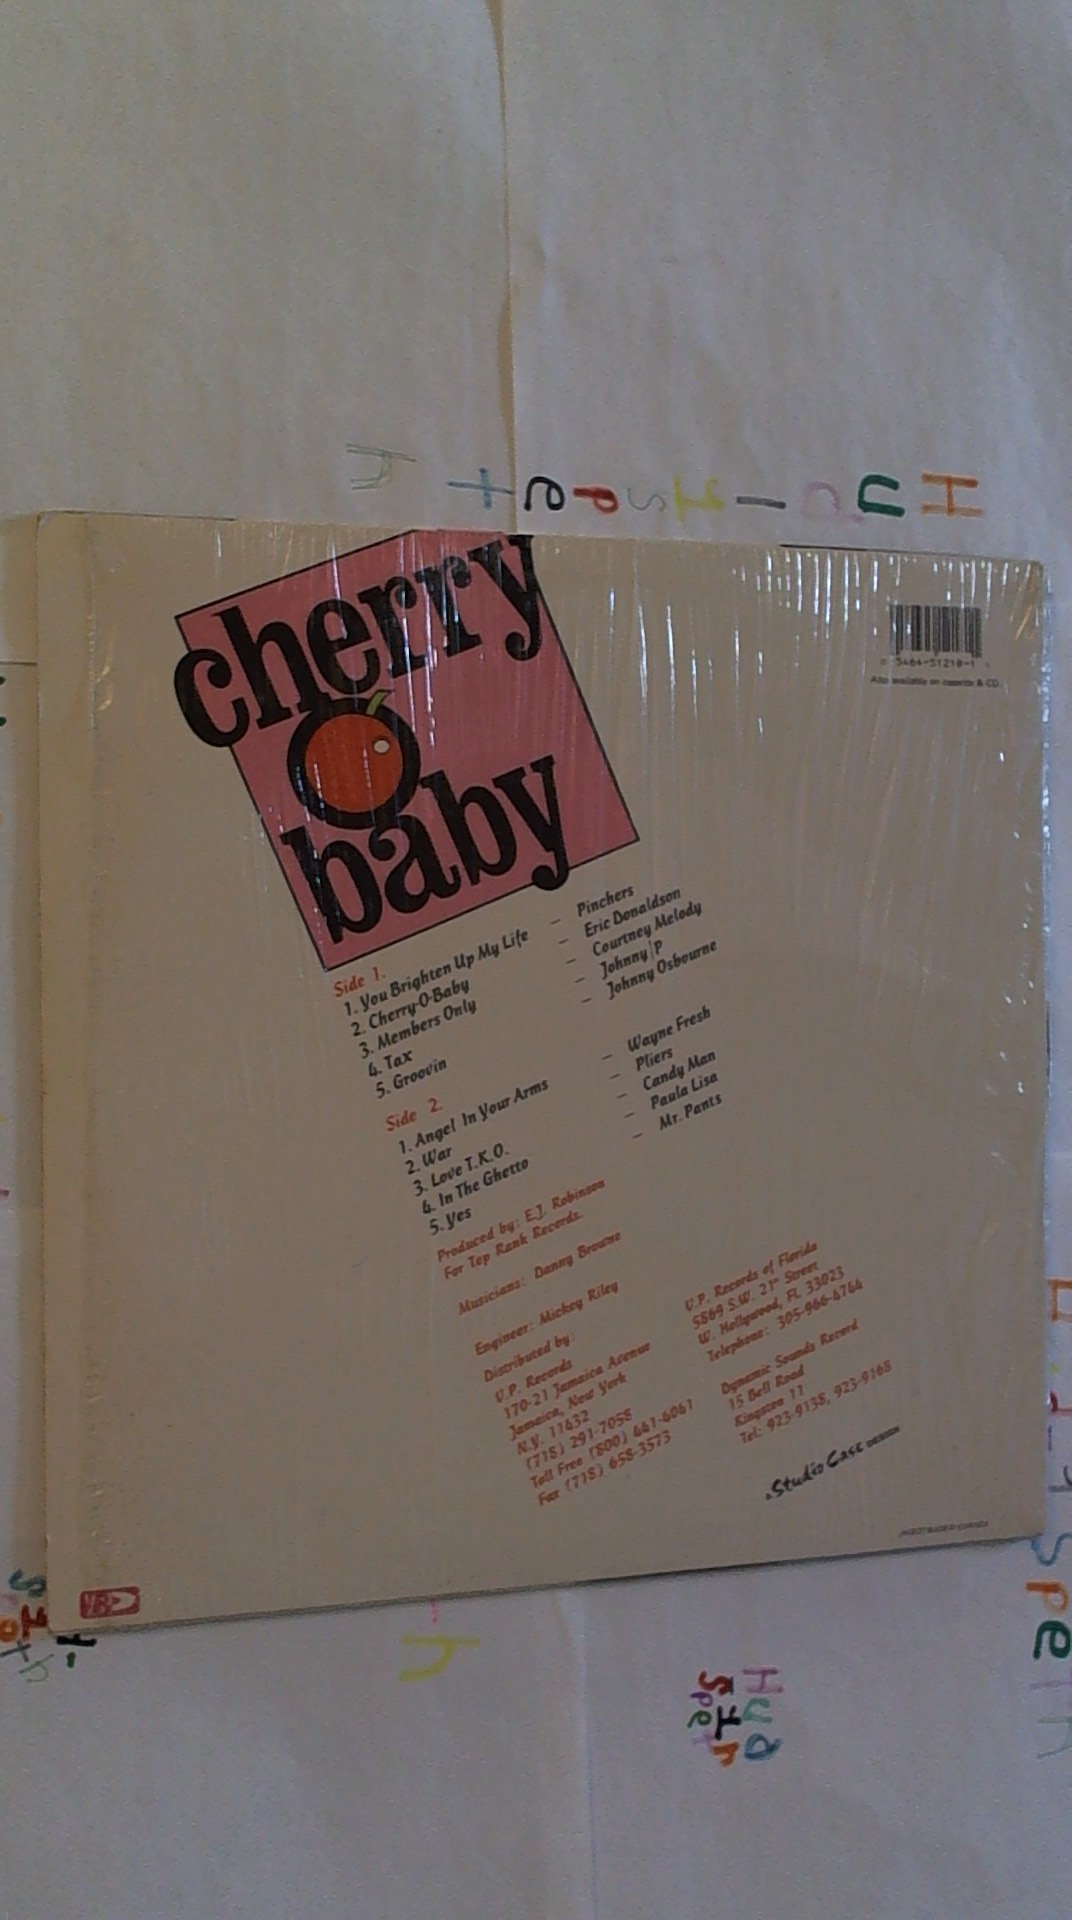 cherry
O
baby
0 5464-51218-1
Also available on cassette & CD.
Side 1.
1. You Brighten Up My Life – Pinchers
2. Cherry-O-Baby – Eric Donaldson
3. Members Only – Courtney Melody
4. Tax – Johnny P
5. Groovin – Johnny Osbourne
Side 2.
1. Angel In Your Arms – Wayne Fresh
2. War – Pliers
3. Love T.K.O. – Candy Man
4. In The Ghetto – Paula Lisa
5. Yes – Mr. Pants
Produced by: E.J. Robinson
For Top Rank Records.
Musicians: Danny Browne
Engineer: Mickey Riley
Distributed by:
U.P. Records
170-21 Jamaica Avenue
Jamaica, New York
N.Y. 11432
(718) 291-7058
Toll Free (800) 441-4041
Fax (718) 658-3573
U.P. Records of Florida
5869 S.W. 21st Street
W. Hollywood, FL 33023
Telephone: 305-966-4744
Dynamic Sounds Record
15 Bell Road
Kingston 11
Tel: 923-9138, 923-9168
Studio Case DESIGN